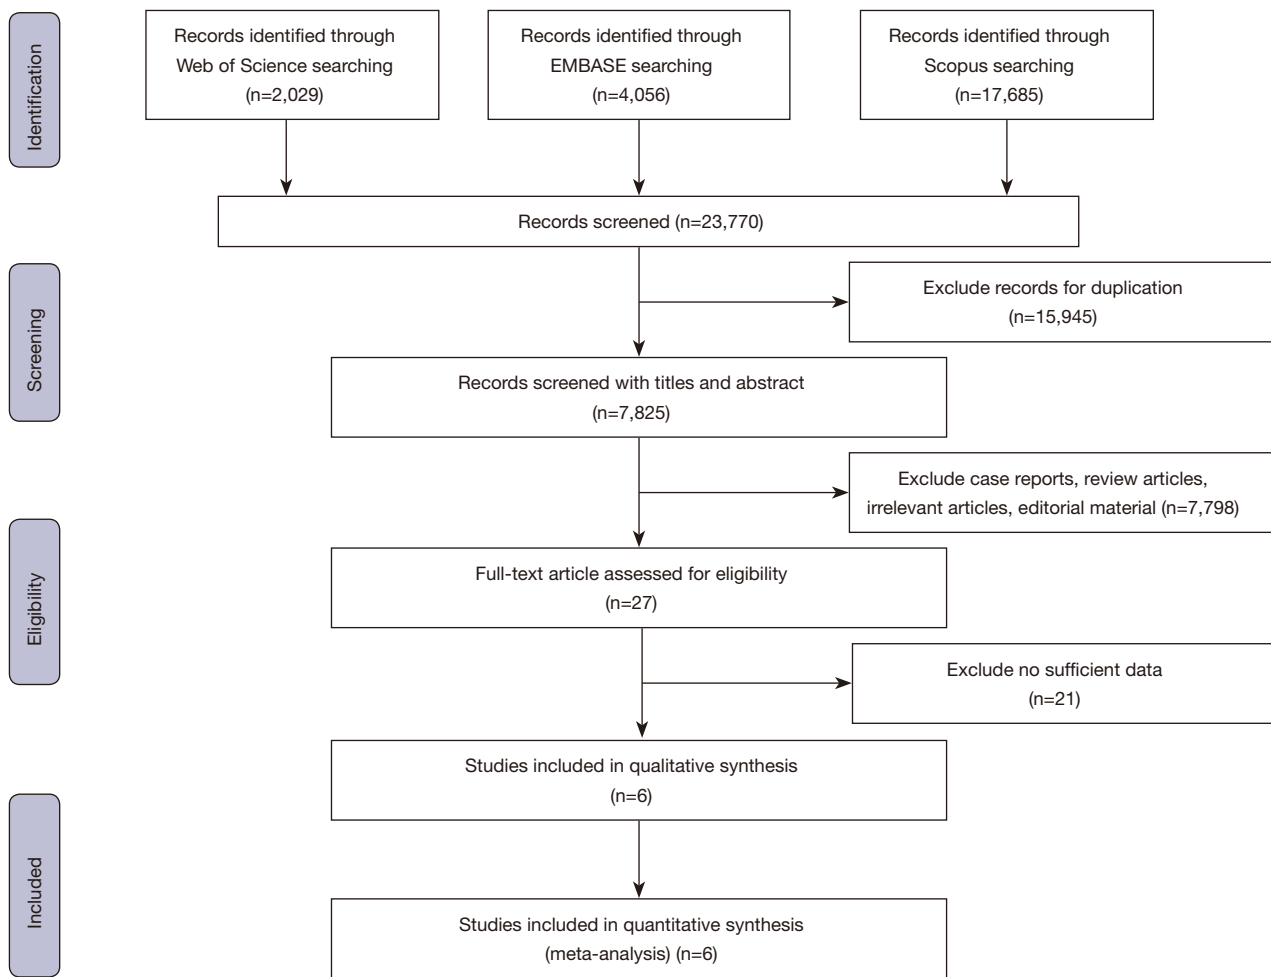 Identification
Records identified through
Web of Science searching
(n=2,029)
Records identified through
EMBASE searching
(n=4,056)
Records identified through
Scopus searching
(n=17,685)
Records screened (n=23,770)
Screening
Exclude records for duplication
(n=15,945)
Records screened with titles and abstract
(n=7,825)
Exclude case reports, review articles,
irrelevant articles, editorial material (n=7,798)
Eligibility
Full-text article assessed for eligibility
(n=27)
Exclude no sufficient data
(n=21)
Studies included in qualitative synthesis
(n=6)
Included
Studies included in quantitative synthesis
(meta-analysis) (n=6)